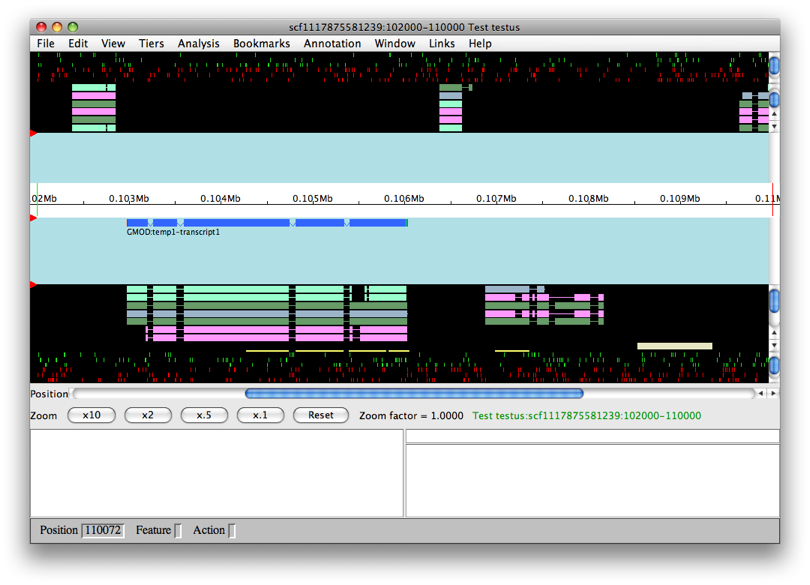 scf1117875581239:102000-110000 Test testus
File Edit View Tiers Analysis Bookmarks Annotation Window Links Help
02Mb 0.103Mb 0.104Mb 0.105Mb 0.106Mb 0.107Mb 0.108Mb 0.109Mb 0.11M
GMOD:temp1-transcript1
Position
Zoom x10 x2 x.5 x.1 Reset Zoom factor = 1.0000 Test testus:scf1117875581239:102000-110000
Position 110072 Feature Action